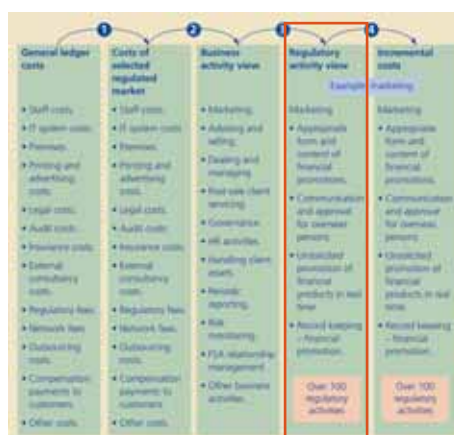 1
2
3
4
General ledger
costs
Costs of
selected
regulated
market
Business
activity view
Regulatory
activity view
Incremental
costs
Example: marketing
• Staff costs.
• IT system costs.
• Premises.
• Printing and
advertising
costs.
• Legal costs.
• Audit costs.
• Insurance costs.
• External
consultancy
costs.
• Regulatory fees.
• Network fees.
• Outsourcing
costs.
• Compensation
payments to
customers.
• Other costs.
• Staff costs.
• IT system costs.
• Premises.
• Printing and
advertising
costs.
• Legal costs.
• Audit costs.
• Insurance costs.
• External
consultancy
costs.
• Regulatory fees.
• Network fees.
• Outsourcing
costs.
• Compensation
payments to
customers.
• Other costs.
• Marketing.
• Advising and
selling.
• Dealing and
managing.
• Post-sale client
servicing.
• Governance.
• HR activities.
• Handling client
assets.
• Periodic
reporting.
• Risk
monitoring.
• FSA relationship
management.
• Other business
activities.
Marketing
• Appropriate
form and
content of
financial
promotions.
• Communication
and approval
for overseas
persons.
• Unsolicited
promotion of
financial
products in real
time.
• Record keeping
– financial
promotion.
Over 100
regulatory
activities
Marketing
• Appropriate
form and
content of
financial
promotions.
• Communication
and approval
for overseas
persons.
• Unsolicited
promotion of
financial
products in real
time.
• Record keeping
– financial
promotion.
Over 100
regulatory
activities